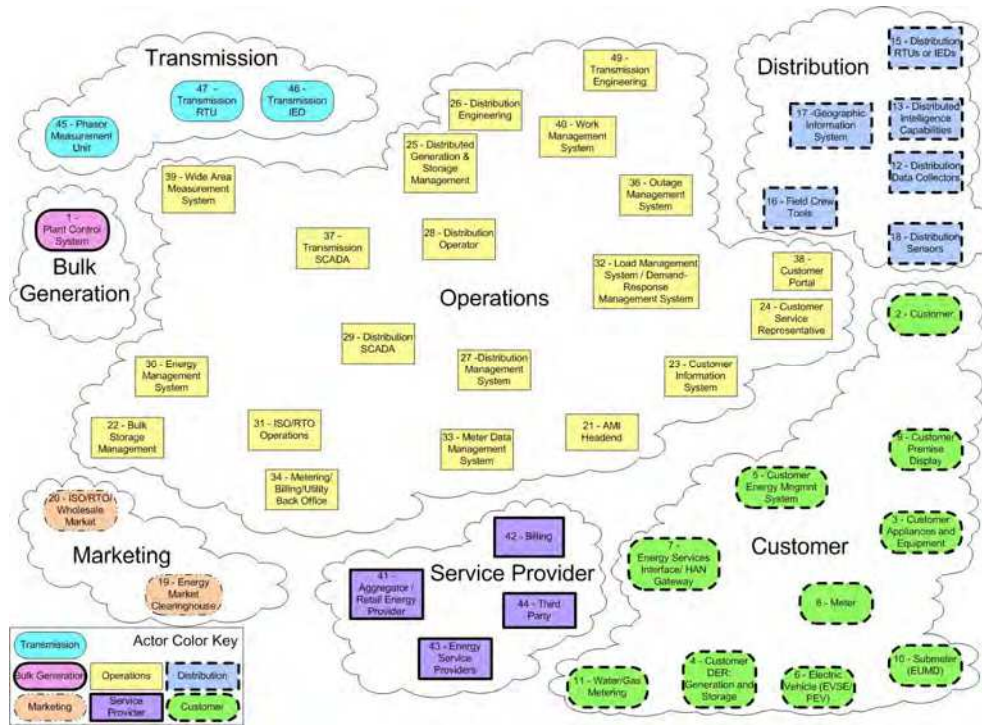 Transmission
47 -
Transmission
RTU
46 -
Transmission
IED
45 - Phasor
Measurement
Unit
1 -
Plant Control
System
Bulk
Generation
49 -
Transmission
Engineering
26 - Distribution
Engineering
40 - Work
Management
System
25 - Distributed
Generation &
Storage
Management
39 - Wide Area
Measurement
System
36 - Outage
Management
System
37 -
Transmission
SCADA
28 - Distribution
Operator
32 - Load Management
System / Demand-
Response
Management System
38 -
Customer
Portal
Operations
24 - Customer
Service
Representative
29 - Distribution
SCADA
30 - Energy
Management
System
27 -Distribution
Management
System
23 - Customer
Information
System
22 - Bulk
Storage
Management
31 - ISO/RTO
Operations
33 - Meter Data
Management
System
21 - AMI
Headend
34 - Metering/
Billing/Utility
Back Office
Distribution
15 - Distribution
RTUs or IEDs
17 -Geographic
Information
System
13 - Distributed
Intelligence
Capabilities
12 - Distribution
Data Collectors
16 - Field Crew
Tools
18 - Distribution
Sensors
2 - Customer
9 - Customer
Premise
Display
5 - Customer
Energy Mngmnt
System
3 - Customer
Appliances and
Equipment
7 -
Energy Services
Interface/ HAN
Gateway
Customer
8 - Meter
10 - Submeter
(EUMD)
11 - Water/Gas
Metering
4 - Customer
DER:
Generation and
Storage
6 - Electric
Vehicle (EVSE/
PEV)
20 - ISO/RTO/
Wholesale
Market
Marketing
19 - Energy
Market
Clearinghouse
42 - Billing
Service Provider
41 -
Aggregator /
Retail Energy
Provider
44 - Third
Party
43 - Energy
Service
Providers
Actor Color Key
Transmission
Bulk Generation
Operations
Distribution
Marketing
Service
Provider
Customer